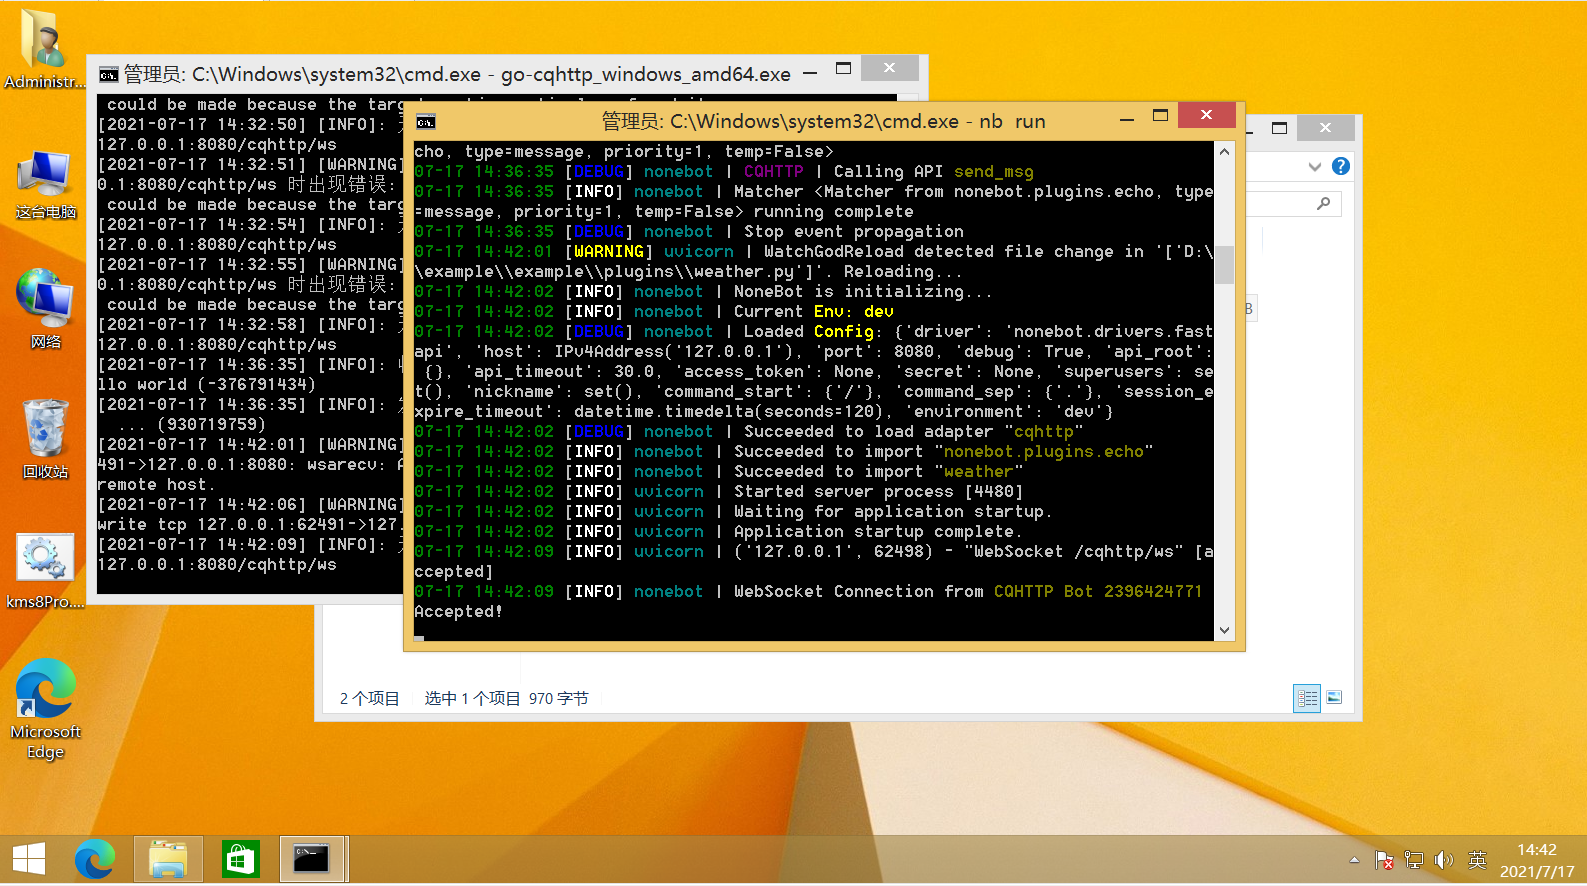 Administr...
这台电脑
网络
回收站
kms8Pro....
Microsoft
Edge
管理员: C:\Windows\system32\cmd.exe - go-cqhttp_windows_amd64.exe
could be made because the targ
[2021-07-17 14:32:50] [INFO]:
127.0.0.1:8080/cqhttp/ws
[2021-07-17 14:32:51] [WARNING]
0.1:8080/cqhttp/ws 时出现错误:
could be made because the targ
[2021-07-17 14:32:54] [INFO]:
127.0.0.1:8080/cqhttp/ws
[2021-07-17 14:32:55] [WARNING]
0.1:8080/cqhttp/ws 时出现错误:
could be made because the targ
[2021-07-17 14:32:58] [INFO]:
127.0.0.1:8080/cqhttp/ws
[2021-07-17 14:36:35] [INFO]:
llo world (-376791434)
[2021-07-17 14:36:35] [INFO]:
... (930719759)
[2021-07-17 14:42:01] [WARNING]
491->127.0.0.1:8080: wsarecv: A
remote host.
[2021-07-17 14:42:06] [WARNING]
write tcp 127.0.0.1:62491->127.
[2021-07-17 14:42:09] [INFO]:
127.0.0.1:8080/cqhttp/ws
管理员: C:\Windows\system32\cmd.exe - nb run
cho, type=message, priority=1, temp=False>
07-17 14:36:35 [DEBUG] nonebot | CQHTTP | Calling API send_msg
07-17 14:36:35 [INFO] nonebot | Matcher <Matcher from nonebot.plugins.echo, type
=message, priority=1, temp=False> running complete
07-17 14:36:35 [DEBUG] nonebot | Stop event propagation
07-17 14:42:01 [WARNING] uvicorn | WatchGodReload detected file change in '['D:\
\example\\example\\plugins\\weather.py']'. Reloading...
07-17 14:42:02 [INFO] nonebot | NoneBot is initializing...
07-17 14:42:02 [INFO] nonebot | Current Env: dev
07-17 14:42:02 [DEBUG] nonebot | Loaded Config: {'driver': 'nonebot.drivers.fast
api', 'host': IPv4Address('127.0.0.1'), 'port': 8080, 'debug': True, 'api_root':
{}, 'api_timeout': 30.0, 'access_token': None, 'secret': None, 'superusers': se
t(), 'nickname': set(), 'command_start': {'/'}, 'command_sep': {'.'}, 'session_e
xpire_timeout': datetime.timedelta(seconds=120), 'environment': 'dev'}
07-17 14:42:02 [DEBUG] nonebot | Succeeded to load adapter "cqhttp"
07-17 14:42:02 [INFO] nonebot | Succeeded to import "nonebot.plugins.echo"
07-17 14:42:02 [INFO] nonebot | Succeeded to import "weather"
07-17 14:42:02 [INFO] uvicorn | Started server process [4480]
07-17 14:42:02 [INFO] uvicorn | Waiting for application startup.
07-17 14:42:02 [INFO] uvicorn | Application startup complete.
07-17 14:42:09 [INFO] uvicorn | ('127.0.0.1', 62498) - "WebSocket /cqhttp/ws" [a
ccepted]
07-17 14:42:09 [INFO] nonebot | WebSocket Connection from CQHTTP Bot 2396424771
Accepted!
2 个项目 选中 1 个项目 970 字节
英
14:42
2021/7/17